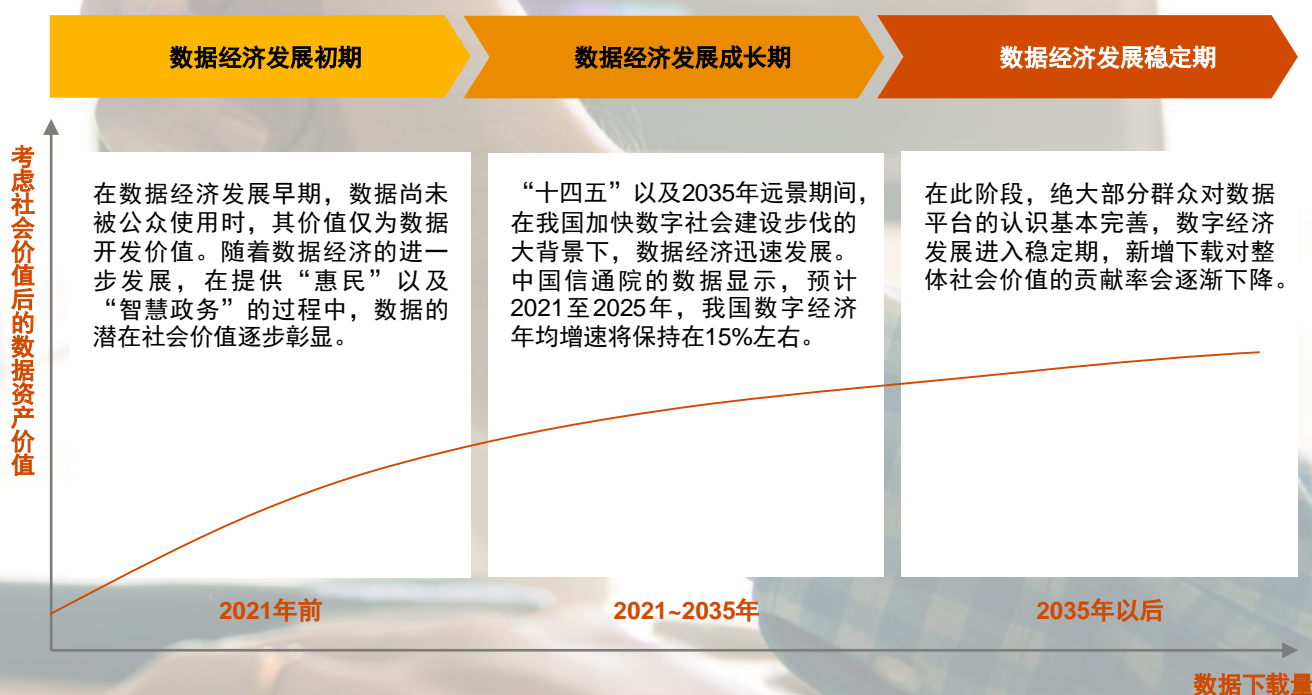 数据经济发展初期
数据经济发展成长期
数据经济发展稳定期
考虑社会价值后的数据资产价值
在数据经济发展早期，数据尚未
被公众使用时，其价值仅为数据
开发价值。随着数据经济的进一
步发展，在提供“惠民”以及
“智慧政务”的过程中，数据的
潜在社会价值逐步彰显。
“十四五”以及2035年远景期间，
在我国加快数字社会建设步伐的
大背景下，数据经济迅速发展。
中国信通院的数据显示，预计
2021至2025年，我国数字经济
年均增速将保持在15%左右。
在此阶段，绝大部分群众对数据
平台的认识基本完善，数字经济
发展进入稳定期，新增下载对整
体社会价值的贡献率会逐渐下降。
2021年前
2021~2035年
2035年以后
数据下载量